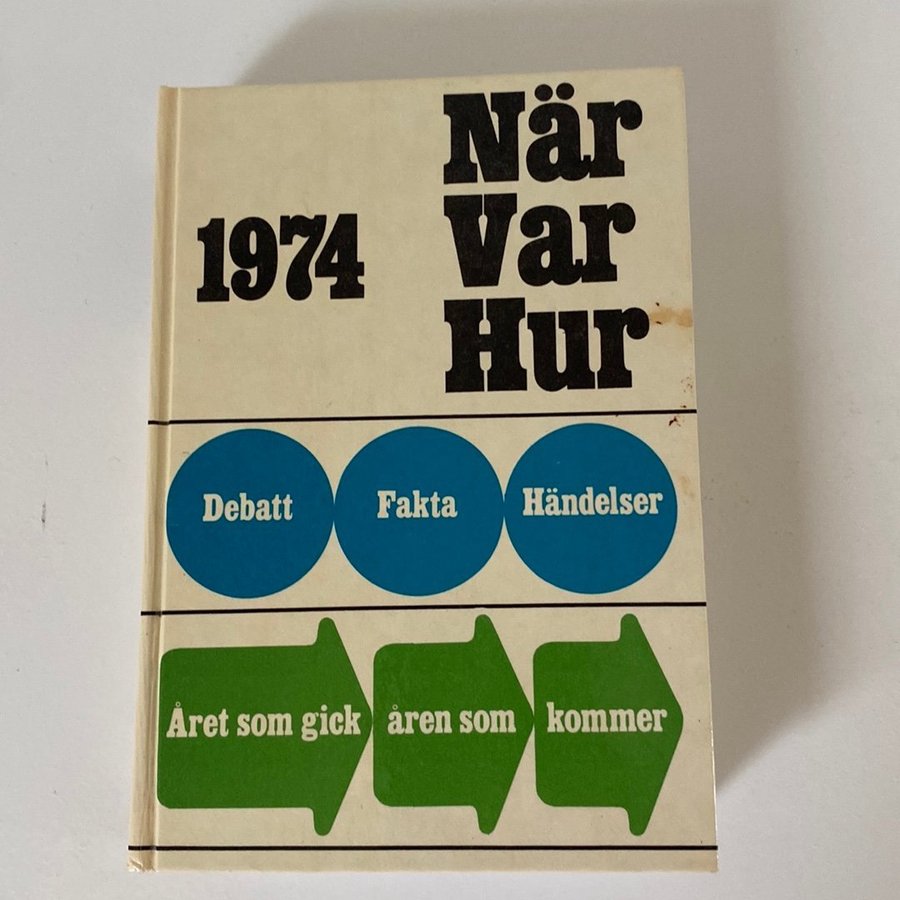 1974
När
Var
Hur
Debatt
Fakta
Händelser
Året som gick
åren som
kommer